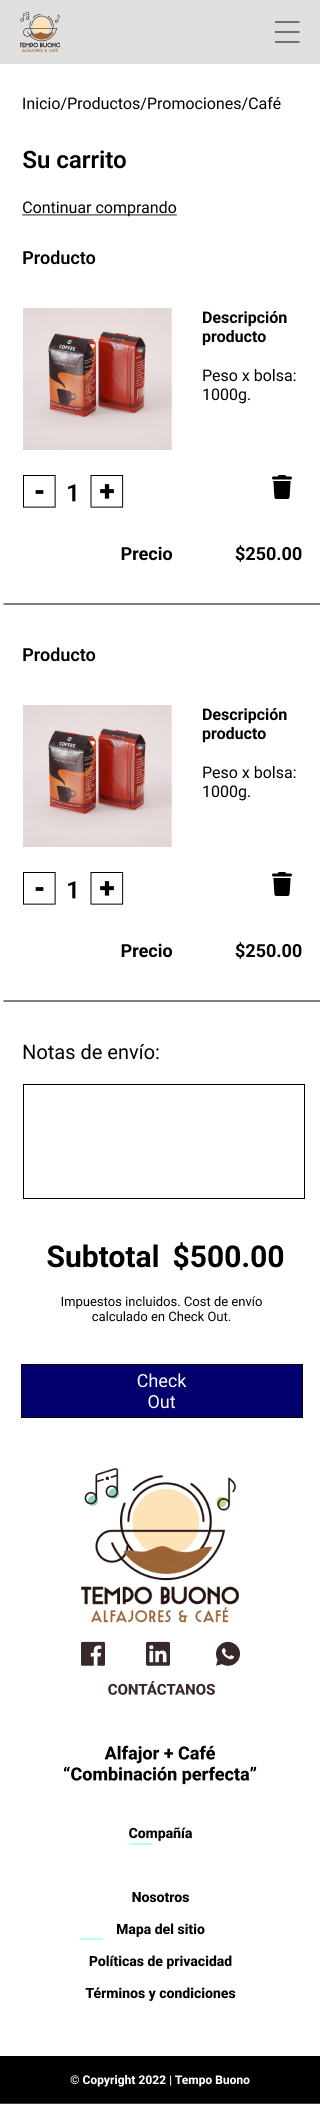 TEMPO BUONO
ALFAJORES & CAFÉ
Inicio/Productos/Promociones/Café
Su carrito
Continuar comprando
Producto
COFFEE
Descripción
producto
Peso x bolsa:
1000g.
- 1 +
Precio $250.00
Producto
COFFEE
Descripción
producto
Peso x bolsa:
1000g.
- 1 +
Precio $250.00
Notas de envío:
Subtotal $500.00
Impuestos incluidos. Cost de envío
calculado en Check Out.
Check
Out
TEMPO BUONO
ALFAJORES & CAFÉ
CONTÁCTANOS
Alfajor + Café
“Combinación perfecta”
Compañía
Nosotros
Mapa del sitio
Políticas de privacidad
Términos y condiciones
© Copyright 2022 | Tempo Buono